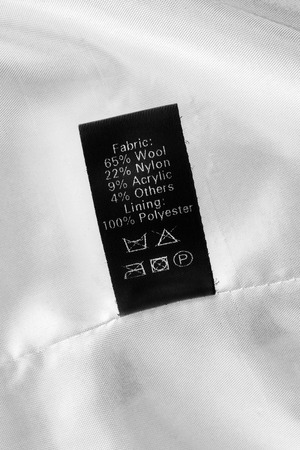 Fabric:
65% Wool
22% Nylon
9% Acrylic
4% Others
Lining:
100% Polyester
P